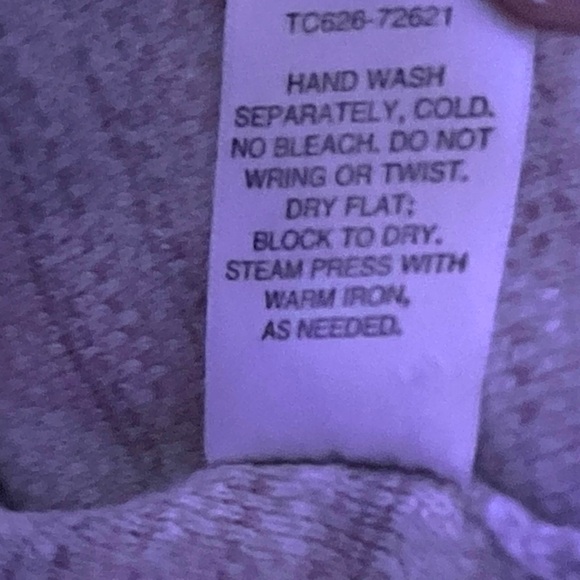 TC626-72621
HAND WASH
SEPARATELY, COLD.
NO BLEACH. DO NOT
WRING OR TWIST.
DRY FLAT;
BLOCK TO DRY.
STEAM PRESS WITH
WARM IRON,
AS NEEDED.